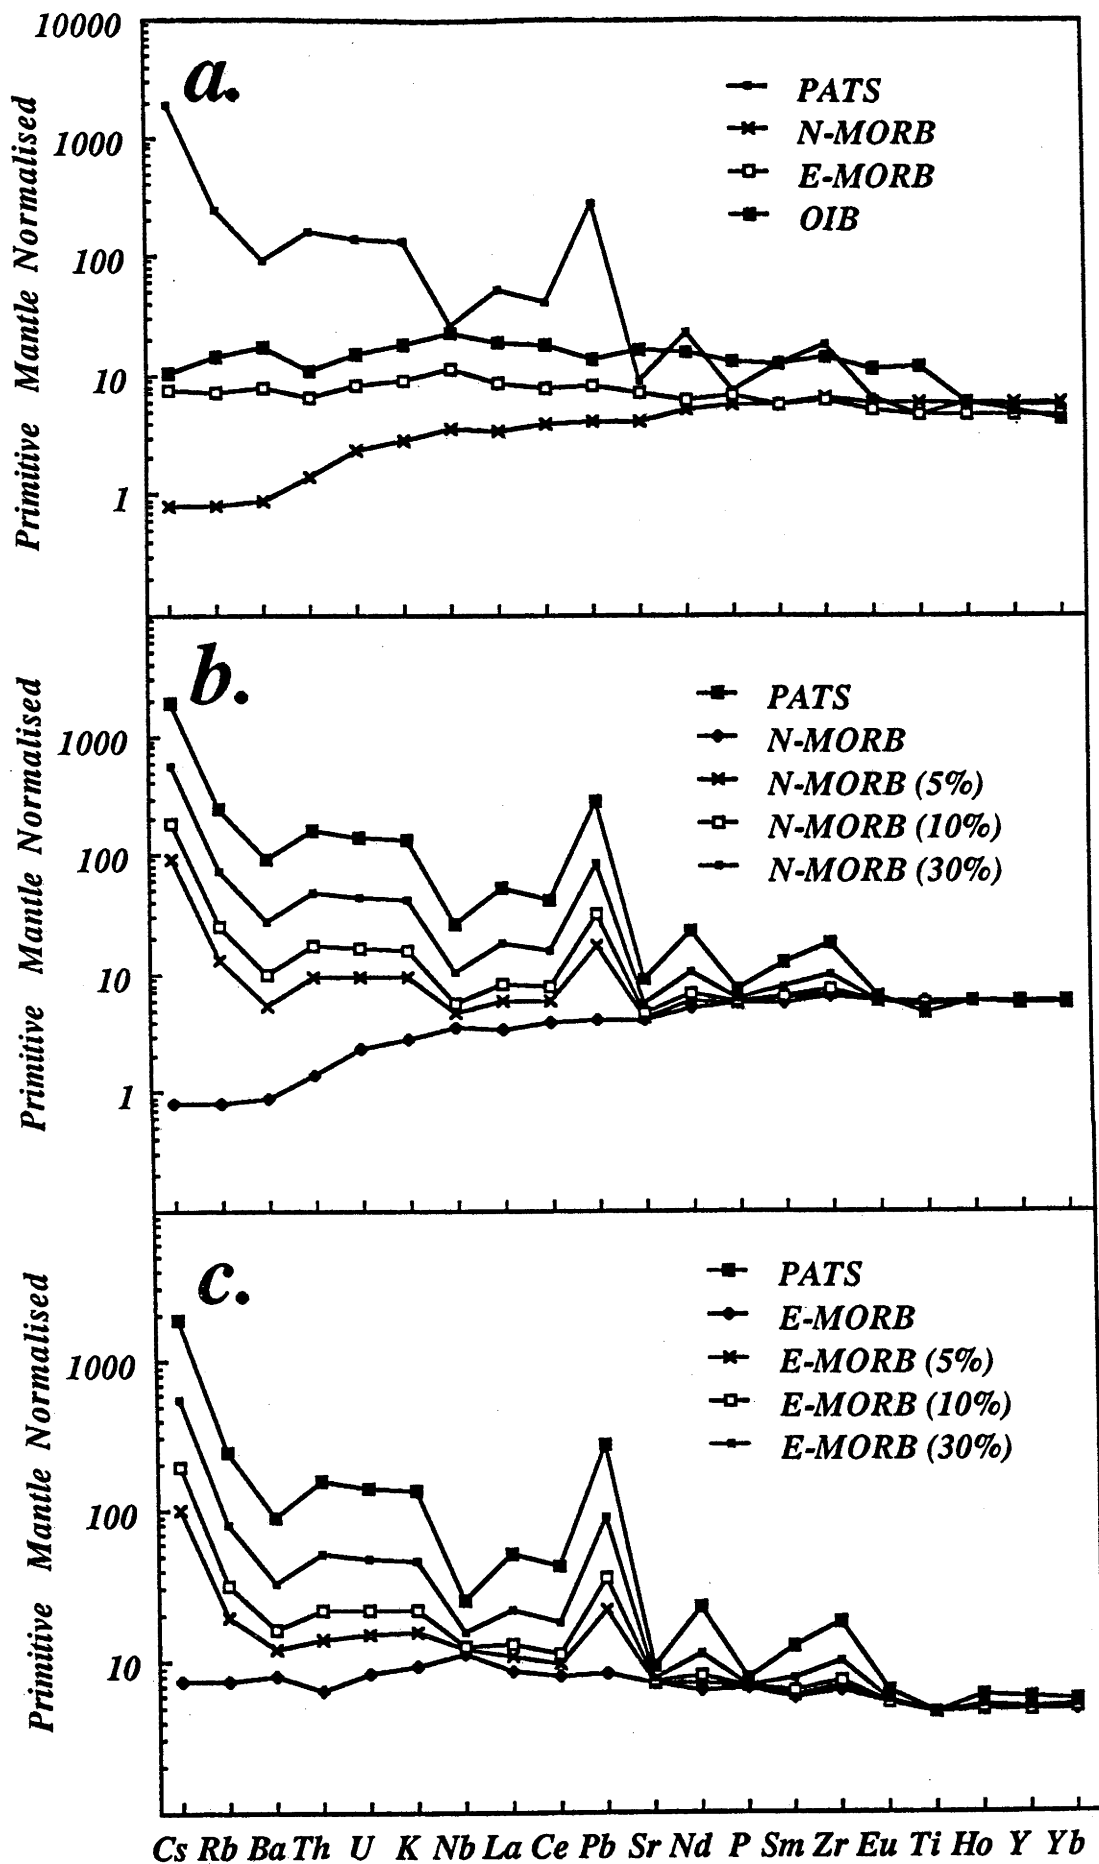 a.
10000
1000
100
10
1
Primitive Mantle Normalised
PATS
N-MORB
E-MORB
OIB
b.
1000
100
10
1
Primitive Mantle Normalised
PATS
N-MORB
N-MORB (5%)
N-MORB (10%)
N-MORB (30%)
c.
1000
100
10
Primitive Mantle Normalised
PATS
E-MORB
E-MORB (5%)
E-MORB (10%)
E-MORB (30%)
Cs Rb Ba Th U K Nb La Ce Pb Sr Nd P Sm Zr Eu Ti Ho Y Yb